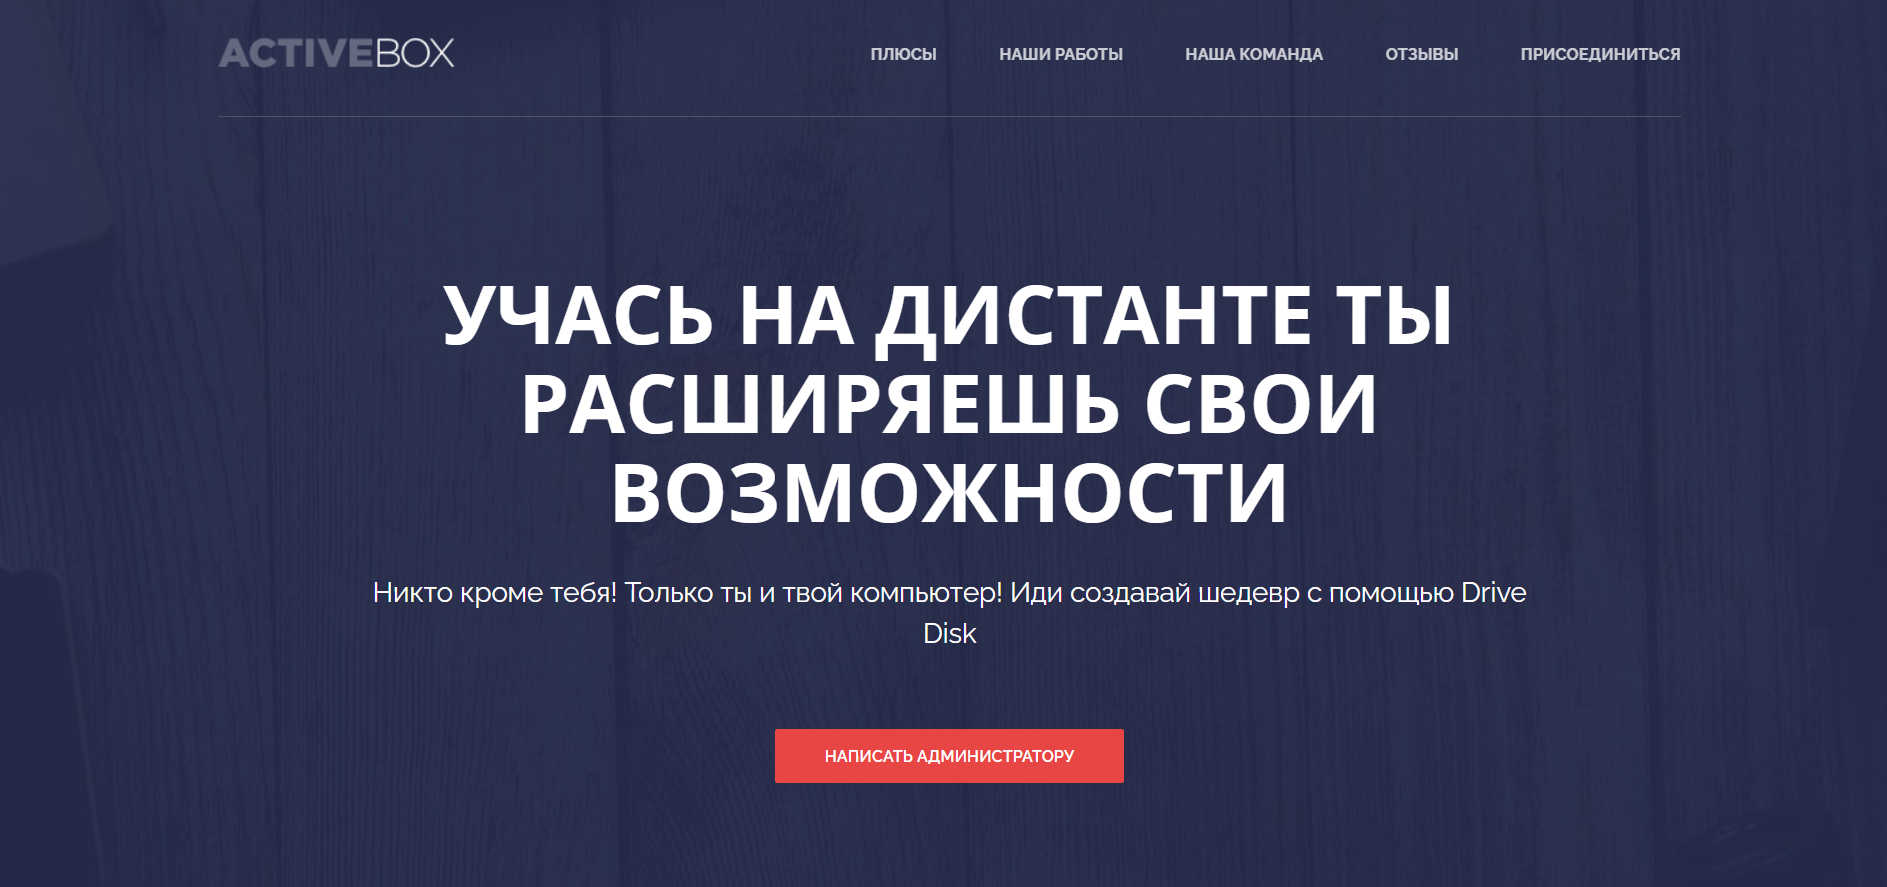 ACTIVEBOX
ПЛЮСЫ НАШИ РАБОТЫ НАША КОМАНДА ОТЗЫВЫ ПРИСОЕДИНИТЬСЯ
УЧАСЬ НА ДИСТАНТЕ ТЫ
РАСШИРЯЕШЬ СВОИ
ВОЗМОЖНОСТИ
Никто кроме тебя! Только ты и твой компьютер! Иди создавай шедевр с помощью Drive
Disk
НАПИСАТЬ АДМИНИСТРАТОРУ